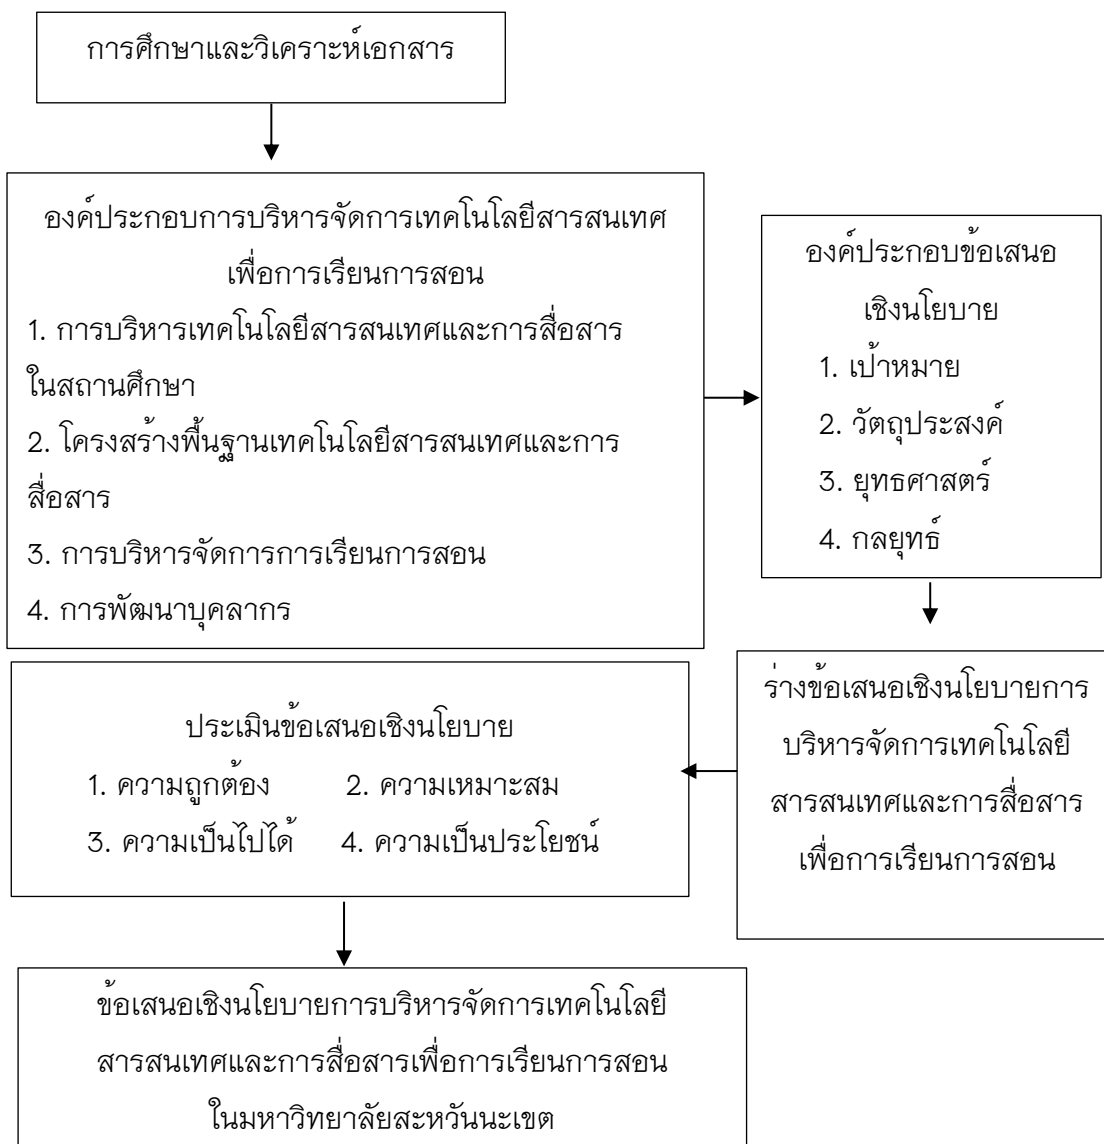 การศึกษาและวิเคราะห์เอกสาร
องค์ประกอบการบริหารจัดการเทคโนโลยีสารสนเทศ
เพื่อการเรียนการสอน
1. การบริหารเทคโนโลยีสารสนเทศและการสื่อสาร
ในสถานศึกษา
2. โครงสร้างพื้นฐานเทคโนโลยีสารสนเทศและการ
สื่อสาร
3. การบริหารจัดการการเรียนการสอน
4. การพัฒนาบุคลากร
องค์ประกอบข้อเสนอ
เชิงนโยบาย
1. เป้าหมาย
2. วัตถุประสงค์
3. ยุทธศาสตร์
4. กลยุทธ์
ร่างข้อเสนอเชิงนโยบายการ
บริหารจัดการเทคโนโลยี
สารสนเทศและการสื่อสาร
เพื่อการเรียนการสอน
ประเมินข้อเสนอเชิงนโยบาย
1. ความถูกต้อง 2. ความเหมาะสม
3. ความเป็นไปได้ 4. ความเป็นประโยชน์
ข้อเสนอเชิงนโยบายการบริหารจัดการเทคโนโลยี
สารสนเทศและการสื่อสารเพื่อการเรียนการสอน
ในมหาวิทยาลัยสะหวันนะเขต